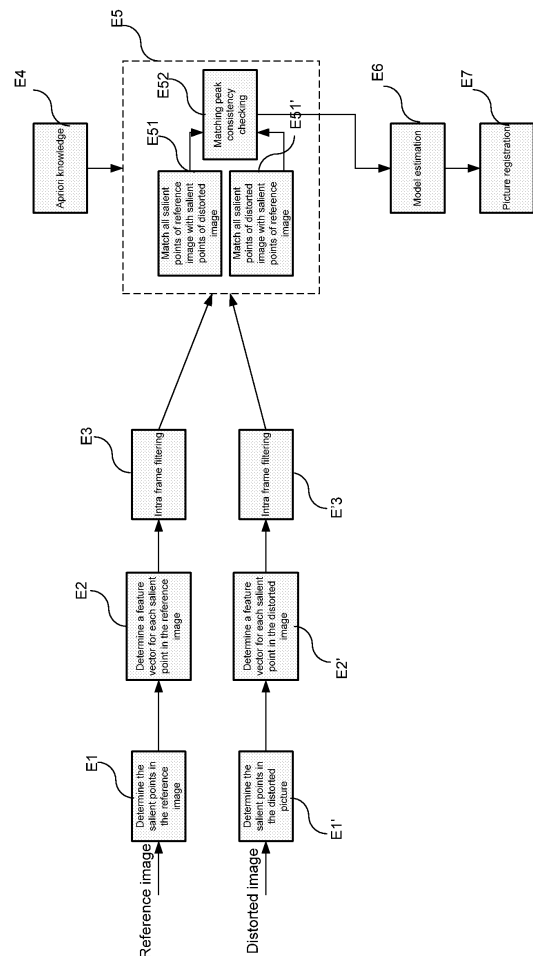 Reference image
E1
Determine the
salient points in
the reference
image
E2
Determine a feature
vector for each salient
point in the reference
image
E3
Intra frame filtering
Distorted image
E1'
Determine the
salient points in
the distorted
picture
E2'
Determine a feature
vector for each salient
point in the distorted
image
E'3
Intra frame filtering
E4
Apriori knowledge
E5
E51
Match all salient
points of reference
image with salient
points of distorted
image
E51'
Match all salient
points of distorted
image with salient
points of reference
image
E52
Matching peak
consistency
checking
E6
Model estimation
E7
Picture registration